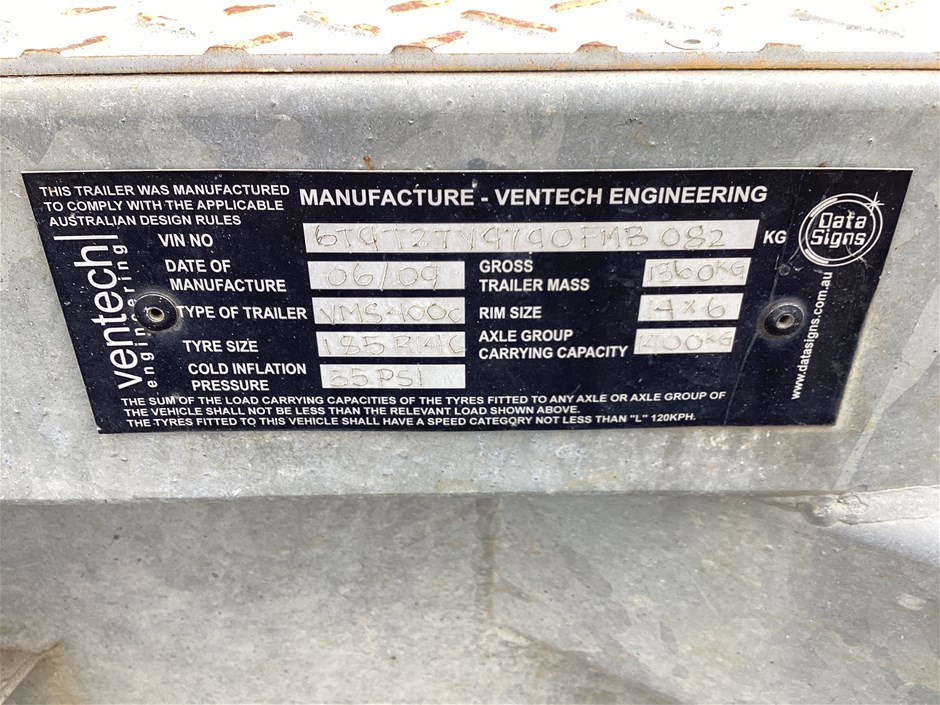 THIS TRAILER WAS MANUFACTURED
TO COMPLY WITH THE APPLICABLE
AUSTRALIAN DESIGN RULES
MANUFACTURE - VENTECH ENGINEERING
Data
Signs
www.datasigns.com.au
ventech
engineering
VIN NO 6T9T2TV9790FMB082 KG
DATE OF
MANUFACTURE 06/09
GROSS
TRAILER MASS 1360KG
TYPE OF TRAILER VMS-100C
RIM SIZE 14x6
TYRE SIZE 185R14C
AXLE GROUP
CARRYING CAPACITY 1400KG
COLD INFLATION
PRESSURE PSI
THE SUM OF THE LOAD CARRYING CAPACITIES OF THE TYRES FITTED TO ANY AXLE OR AXLE GROUP OF
THE VEHICLE SHALL NOT BE LESS THAN THE RELEVANT LOAD SHOWN ABOVE.
THE TYRES FITTED TO THIS VEHICLE SHALL HAVE A SPEED CATEGORY NOT LESS THAN "L" 120KPH.